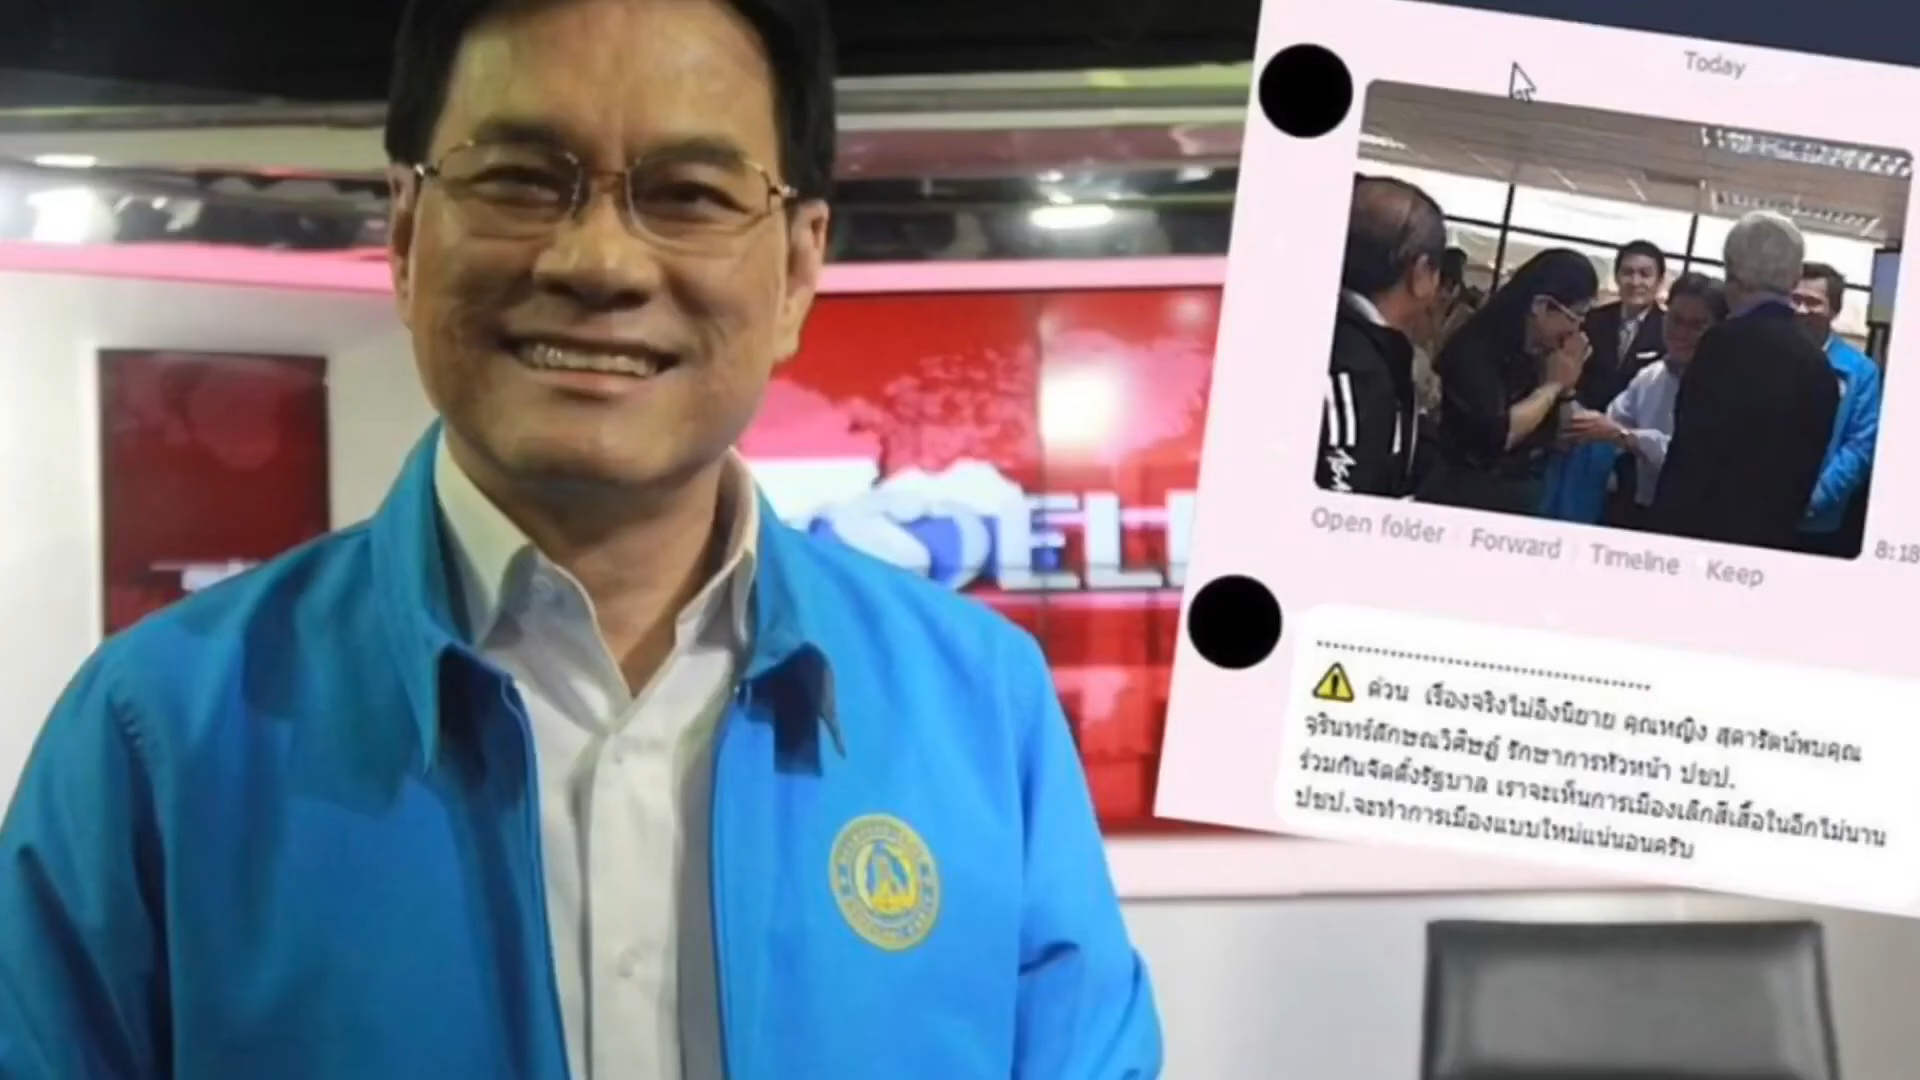 Today
Open folder
Forward
Timeline
Keep
8:18
ด่วน เรื่องจริงไม่อิงนิยาย คุณหญิง สุดารัตน์พบคุณ
จุรินทร์ลักษณวิศิษฏ์ รักษาการหัวหน้า ปชป.
ร่วมกันจัดตั้งรัฐบาล เราจะเห็นการเมืองเลิกสีเสื้อในอีกไม่นาน
ปชป.จะทำการเมืองแบบใหม่แน่นอนครับ